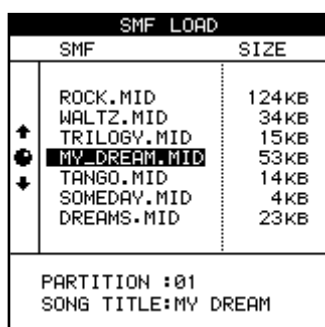 SMF LOAD
SMF SIZE
ROCK.MID 124KB
WALTZ.MID 34KB
TRILOGY.MID 15KB
MY_DREAM.MID 53KB
TANGO.MID 14KB
SOMEDAY.MID 4KB
DREAMS.MID 23KB
PARTITION :01
SONG TITLE:MY DREAM